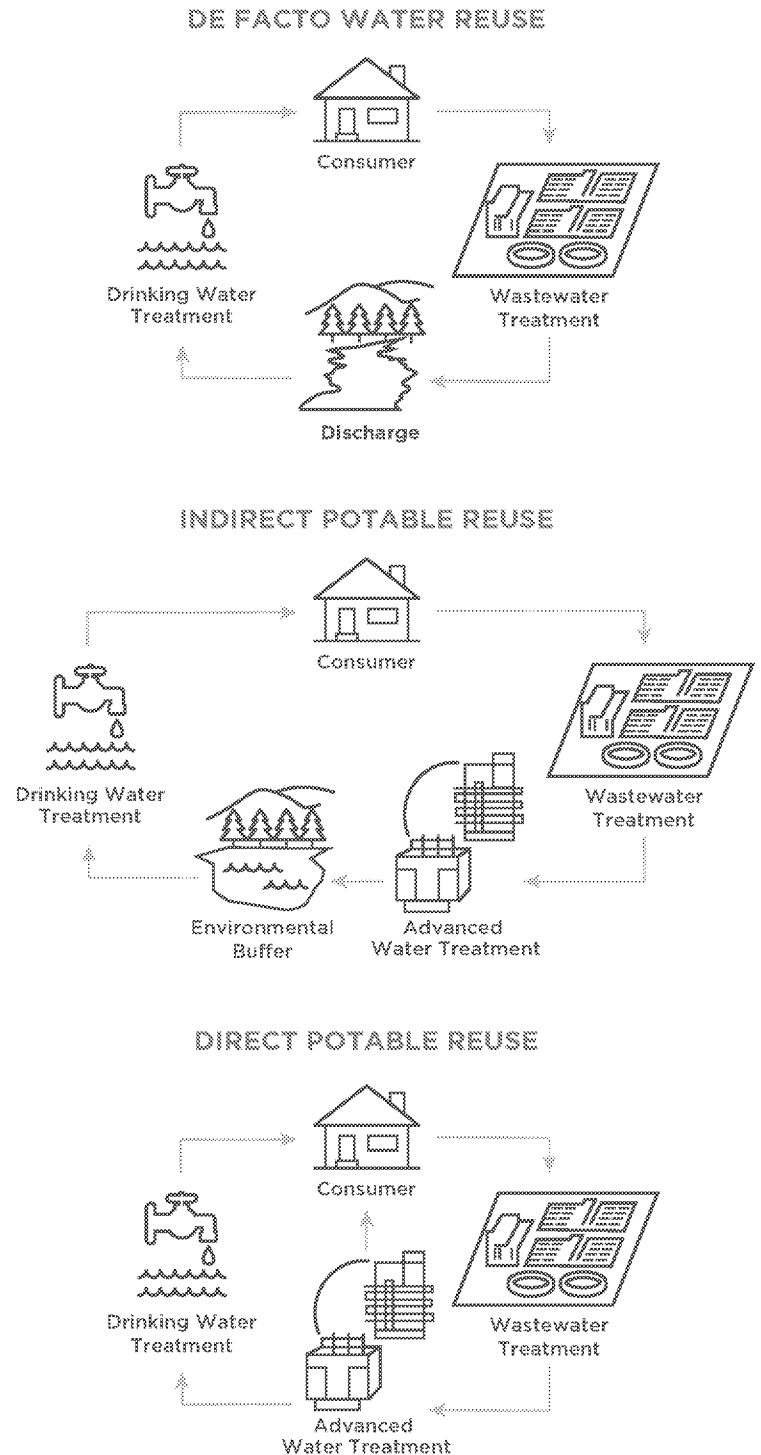 DE FACTO WATER REUSE
Consumer
Drinking Water
Treatment
Wastewater
Treatment
Discharge
INDIRECT POTABLE REUSE
Consumer
Drinking Water
Treatment
Wastewater
Treatment
Environmental
Buffer
Advanced
Water Treatment
DIRECT POTABLE REUSE
Consumer
Drinking Water
Treatment
Wastewater
Treatment
Advanced
Water Treatment